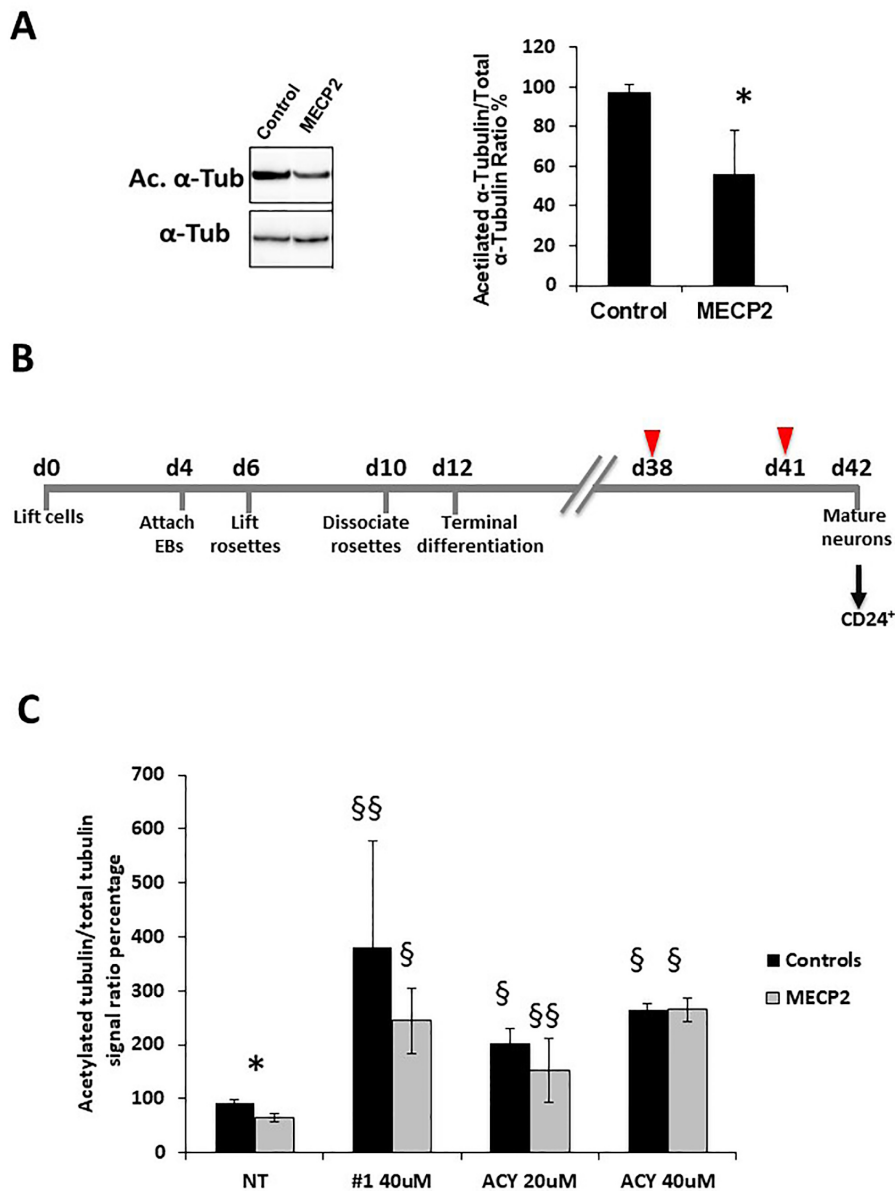 A
Control
MECP2
Ac. α-Tub
α-Tub
Acetilated α-Tubulin/Total
α-Tubulin Ratio %
120
100
80
60
40
20
0
*
Control
MECP2
B
d0
d4
d6
d10
d12
d38
d41
d42
Lift cells
Attach
EBs
Lift
rosettes
Dissociate
rosettes
Terminal
differentiation
Mature
neurons
CD24+
C
Acetylated tubulin/total tubulin
signal ratio percentage
700
600
500
400
300
200
100
0
*
§§
§
§
§§
§
§
NT
#1 40uM
ACY 20uM
ACY 40uM
Controls
MECP2